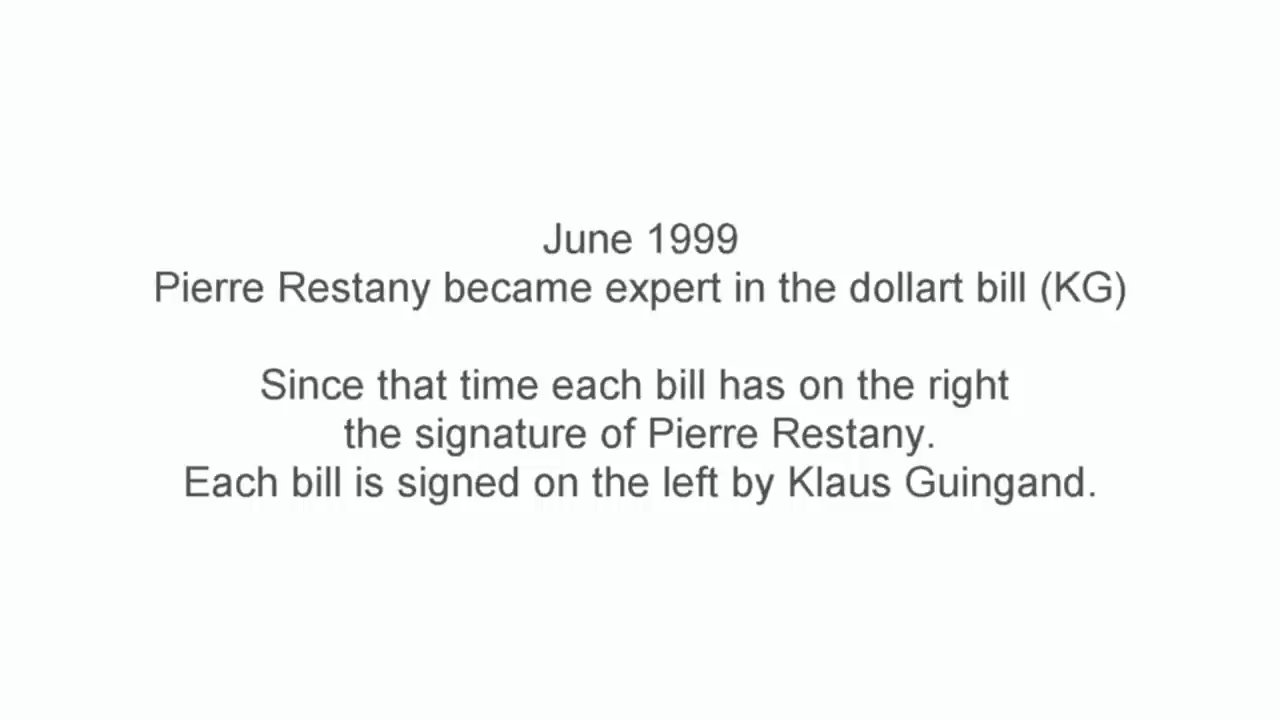 June 1999
Pierre Restany became expert in the dollart bill (KG)
Since that time each bill has on the right
the signature of Pierre Restany.
Each bill is signed on the left by Klaus Guingand.